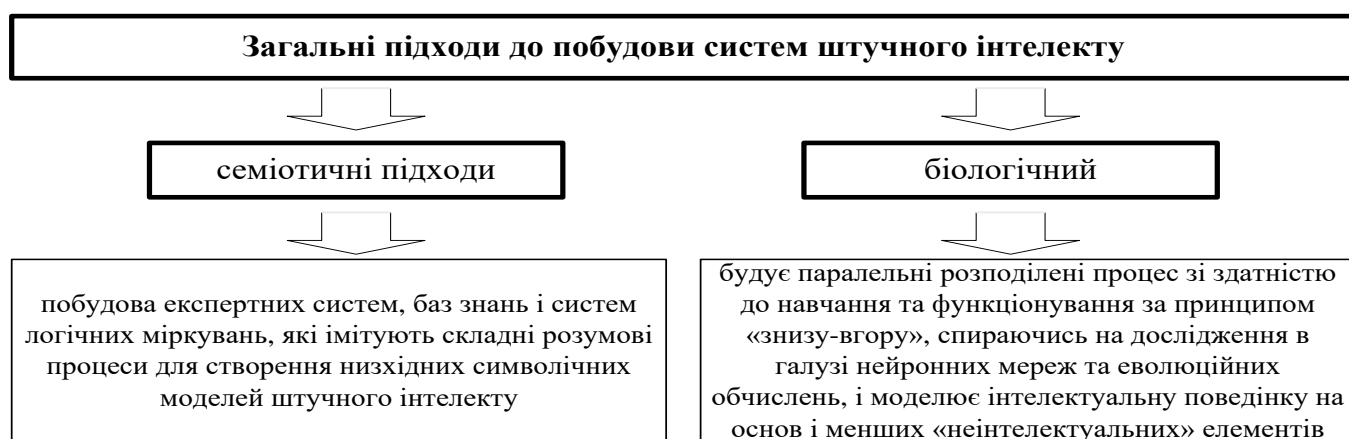 Загальні підходи до побудови систем штучного інтелекту
семіотичні підходи
біологічний
побудова експертних систем, баз знань і систем
логічних міркувань, які імітують складні розумові
процеси для створення низхідних символічних
моделей штучного інтелекту
будує паралельні розподілені процес зі здатністю
до навчання та функціонування за принципом
«знизу-вгору», спираючись на дослідження в
галузі нейронних мереж та еволюційних
обчислень, і моделює інтелектуальну поведінку на
основ і менших «неінтелектуальних» елементів